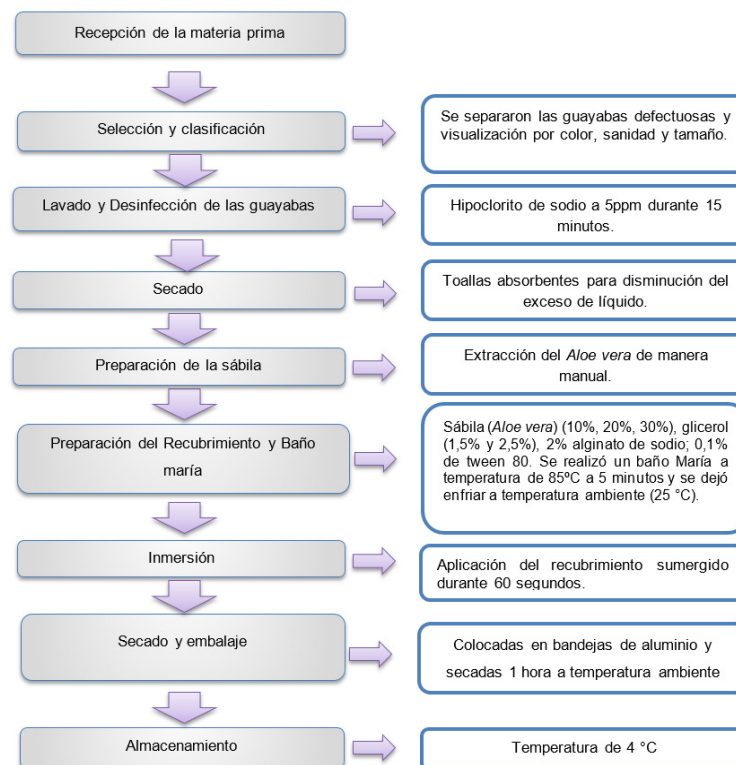 Recepción de la materia prima
Selección y clasificación
Se separaron las guayabas defectuosas y
visualización por color, sanidad y tamaño.
Lavado y Desinfección de las guayabas
Hipoclorito de sodio a 5ppm durante 15
minutos.
Secado
Toallas absorbentes para disminución del
exceso de líquido.
Preparación de la sábila
Extracción del Aloe vera de manera
manual.
Preparación del Recubrimiento y Baño
maría
Sábila (Aloe vera) (10%, 20%, 30%), glicerol
(1,5% y 2,5%), 2% alginato de sodio; 0,1%
de tween 80. Se realizó un baño María a
temperatura de 85ºC a 5 minutos y se dejó
enfriar a temperatura ambiente (25 °C).
Inmersión
Aplicación del recubrimiento sumergido
durante 60 segundos.
Secado y embalaje
Colocadas en bandejas de aluminio y
secadas 1 hora a temperatura ambiente
Almacenamiento
Temperatura de 4 °C